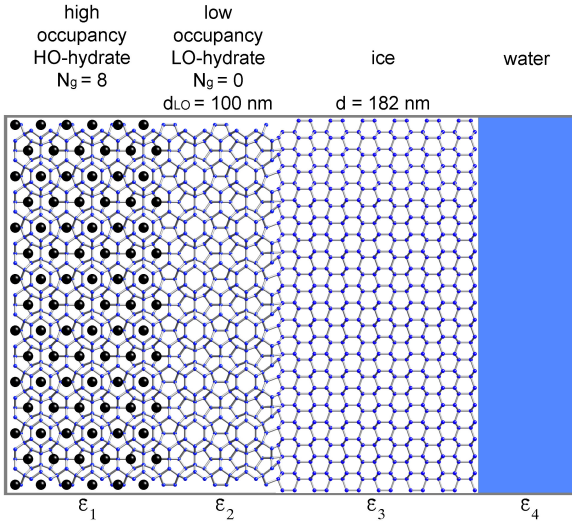 high
occupancy
HO-hydrate
Ng = 8
low
occupancy
LO-hydrate
Ng = 0
dLO = 100 nm
ice
d = 182 nm
water
ε1
ε2
ε3
ε4